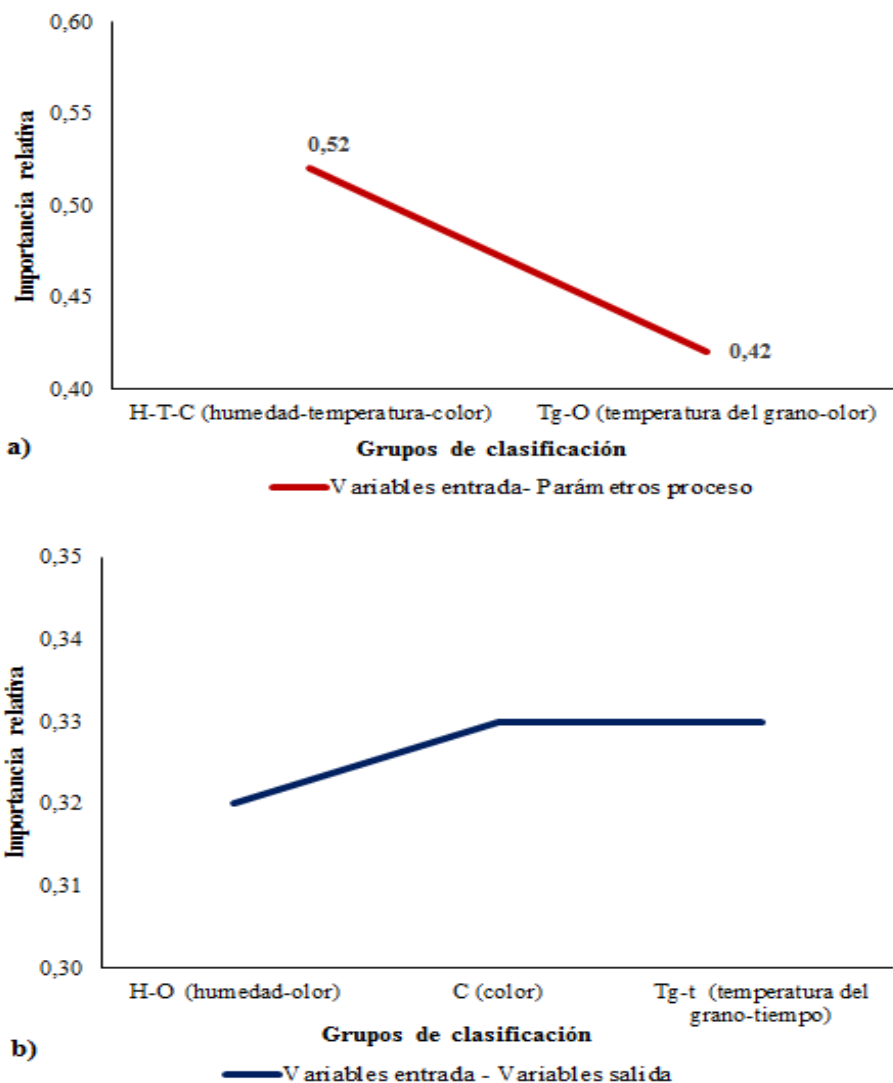 0,60
0,55
0,52
0,50
0,45
0,42
0,40
Importancia relativa
H-T-C (humedad-temperatura-color) Tg-O (temperatura del grano-olor)
a)
Grupos de clasificación
Variables entrada- Parámetros proceso
0,35
0,34
0,33
0,32
0,31
0,30
Importancia relativa
H-O (humedad-olor) C (color) Tg-t (temperatura del
grano-tiempo)
Grupos de clasificación
b)
Variables entrada - Variables salida